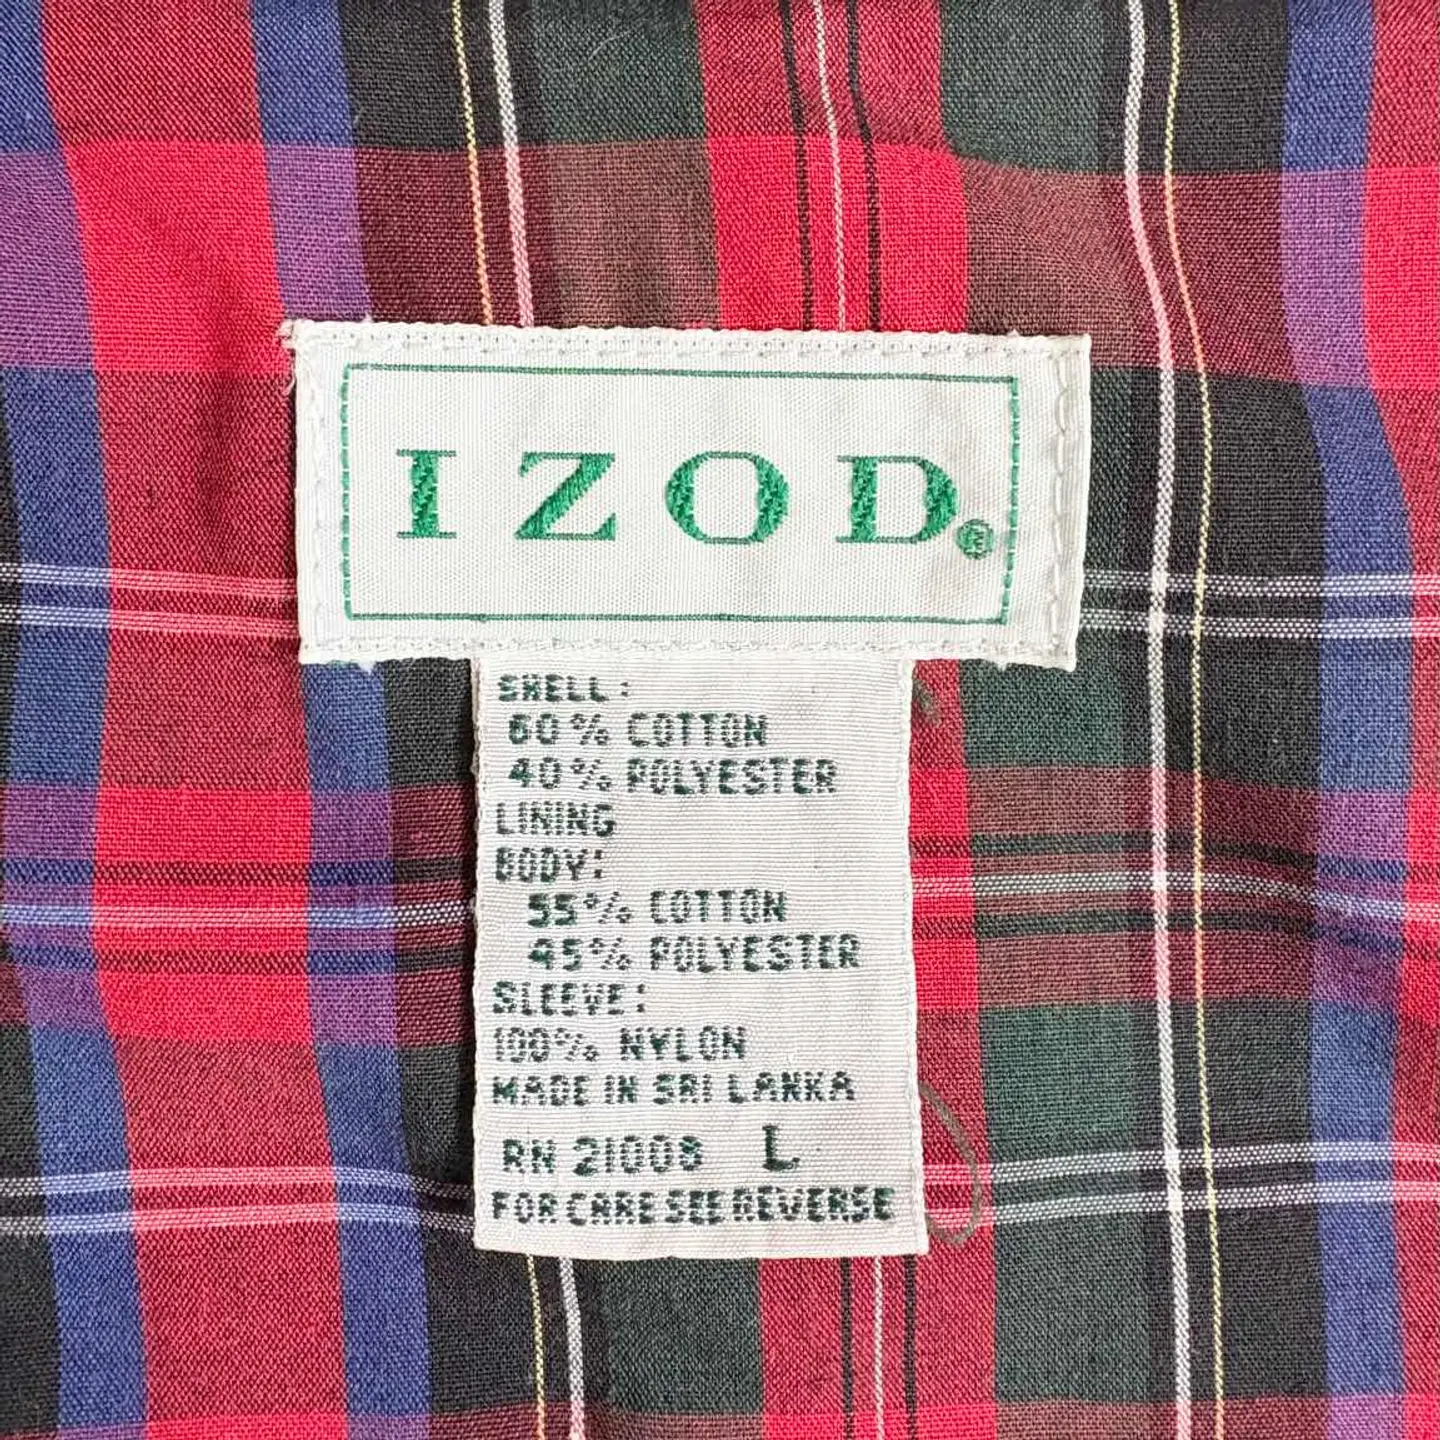 IZOD®
SHELL:
60% COTTON
40% POLYESTER
LINING
BODY:
55% COTTON
45% POLYESTER
SLEEVE:
100% NYLON
MADE IN SRI LANKA
RN 21008 L
FOR CARE SEE REVERSE